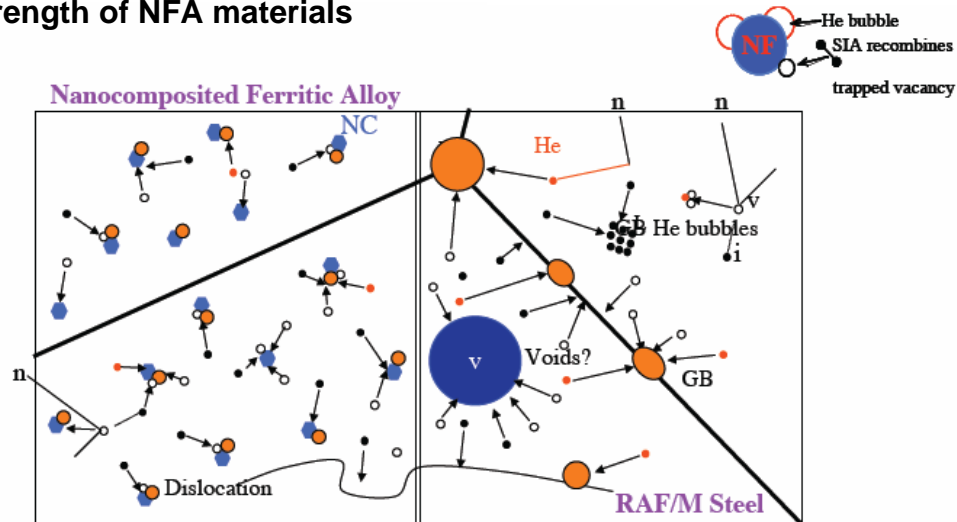 rength of NFA materials
He bubble
NF
SIA recombines
trapped vacancy
Nanocomposited Ferritic Alloy
NC
n
n
He
v
GB He bubbles
i
v
Voids?
GB
n
Dislocation
RAF/M Steel